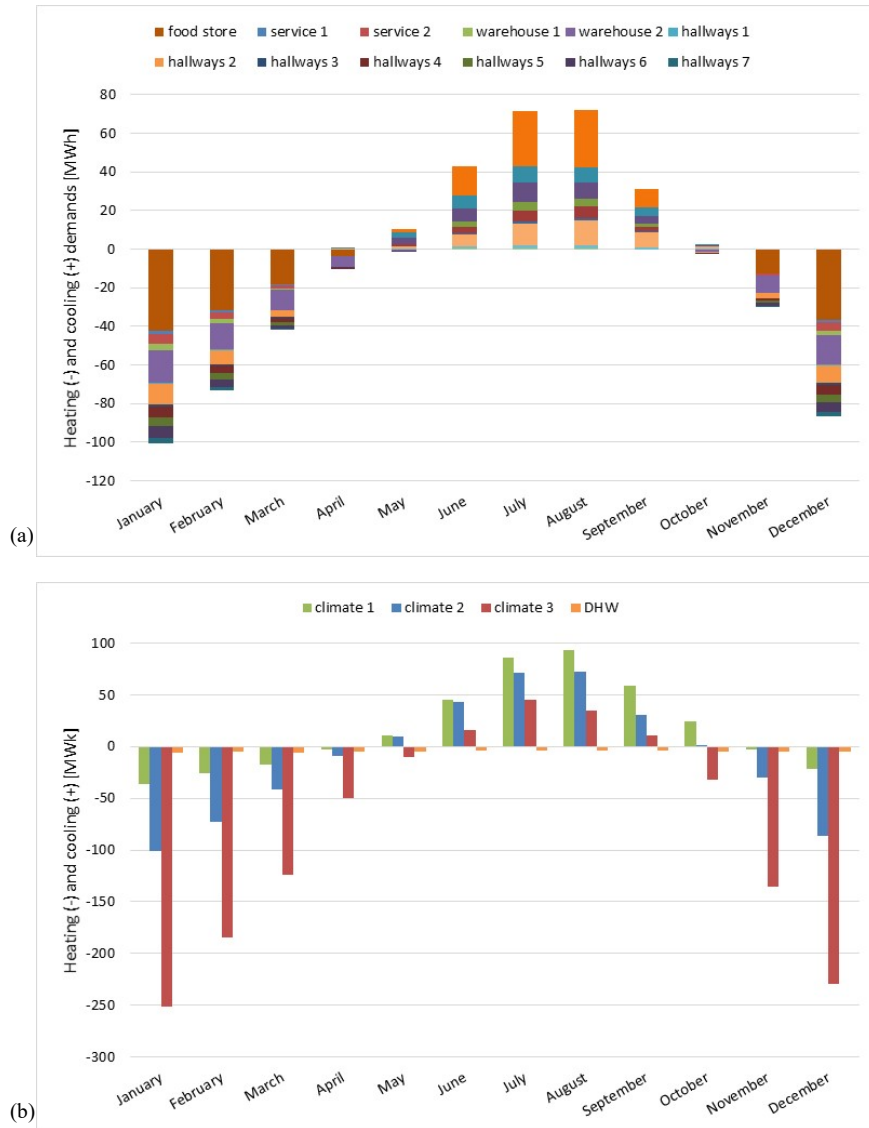 food store service 1 service 2 warehouse 1 warehouse 2 hallways 1
hallways 2 hallways 3 hallways 4 hallways 5 hallways 6 hallways 7
Heating (-) and cooling (+) demands [MWh]
80
60
40
20
0
-20
-40
-60
-80
-100
-120
January February March April May June July August September October November December
(a)
climate 1 climate 2 climate 3 DHW
Heating (-) and cooling (+) [MWk]
100
50
0
-50
-100
-150
-200
-250
-300
January February March April May June July August September October November December
(b)